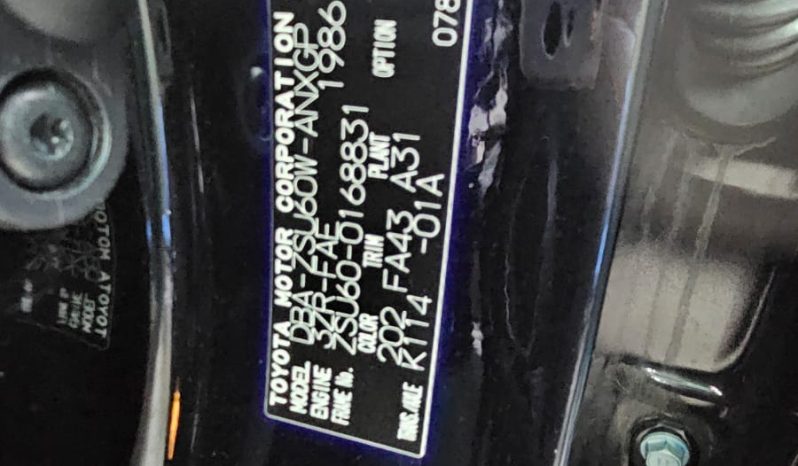 TOYOTA MOTOR CORPORATION
MODEL DBA-ZSU60W-ANXGP
ENGINE 3ZR-FAE 1986
FRAME No. ZSU60-0168831
COLOR TRIM PLANT OPTION
202 FA43 A31 078
TRNS./AXLE K114 -01A